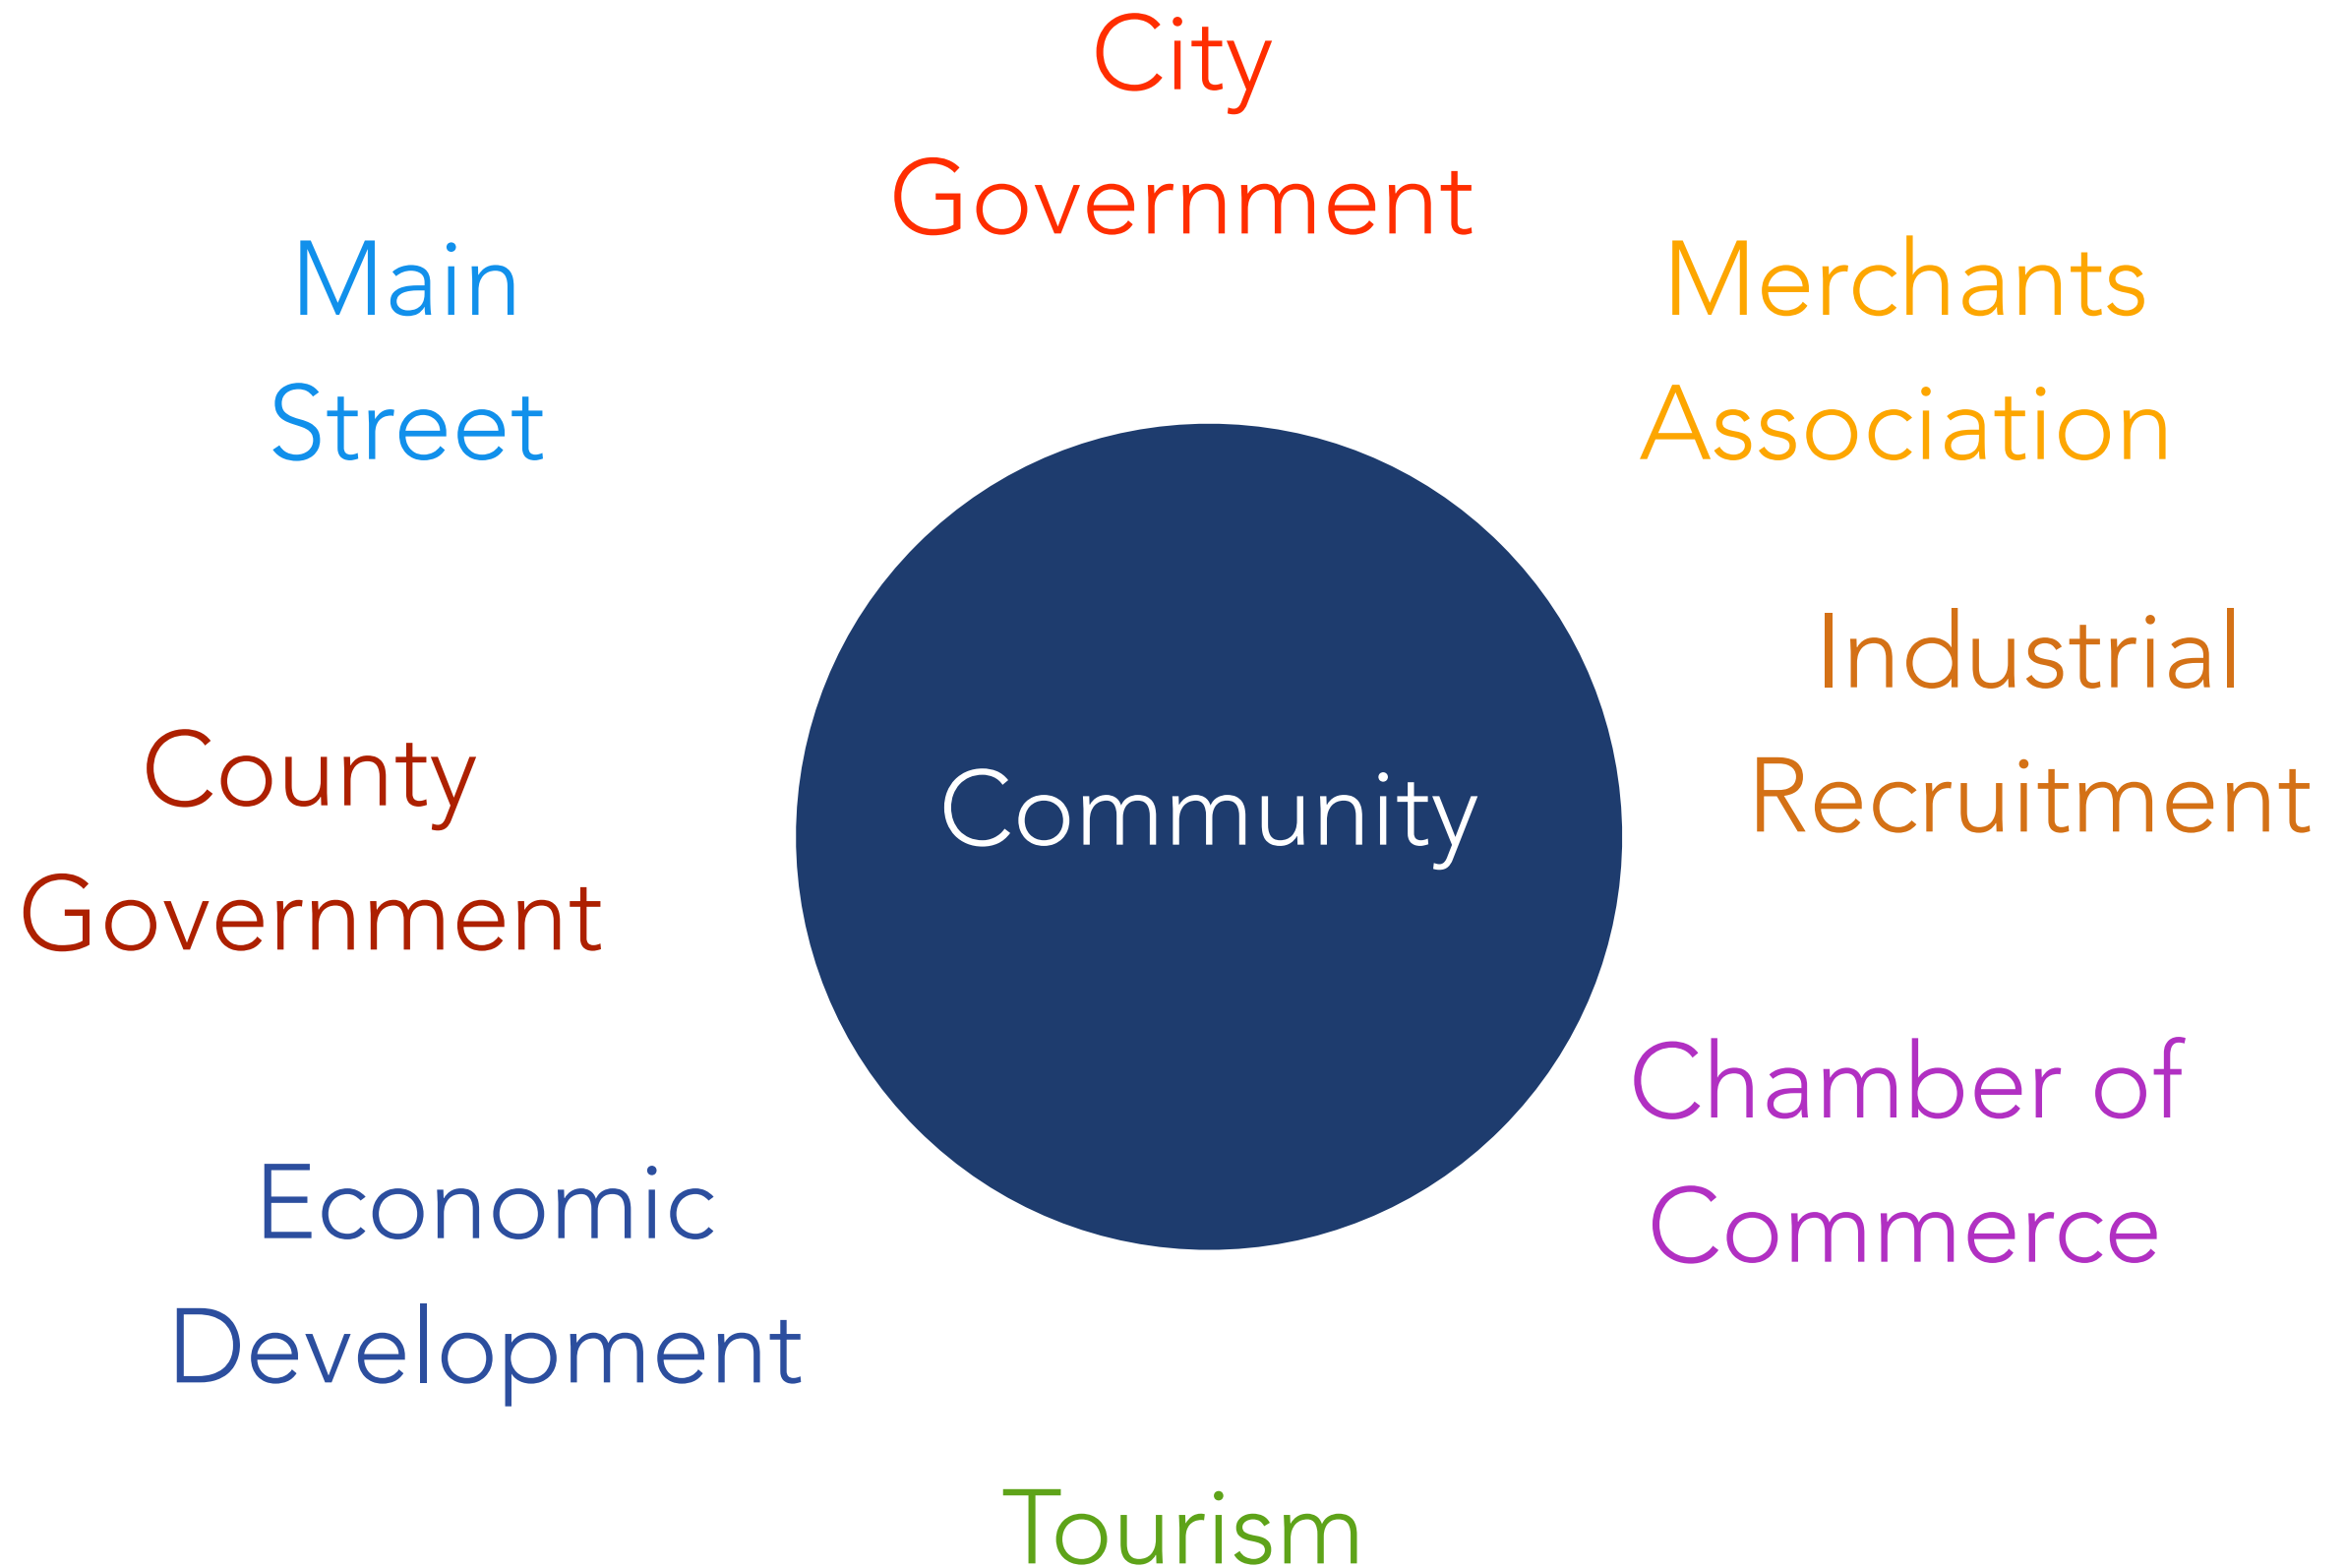 City
Government
Main
Street
Merchants
Association
Industrial
Recruitment
County
Government
Community
Chamber of
Commerce
Economic
Development
Tourism